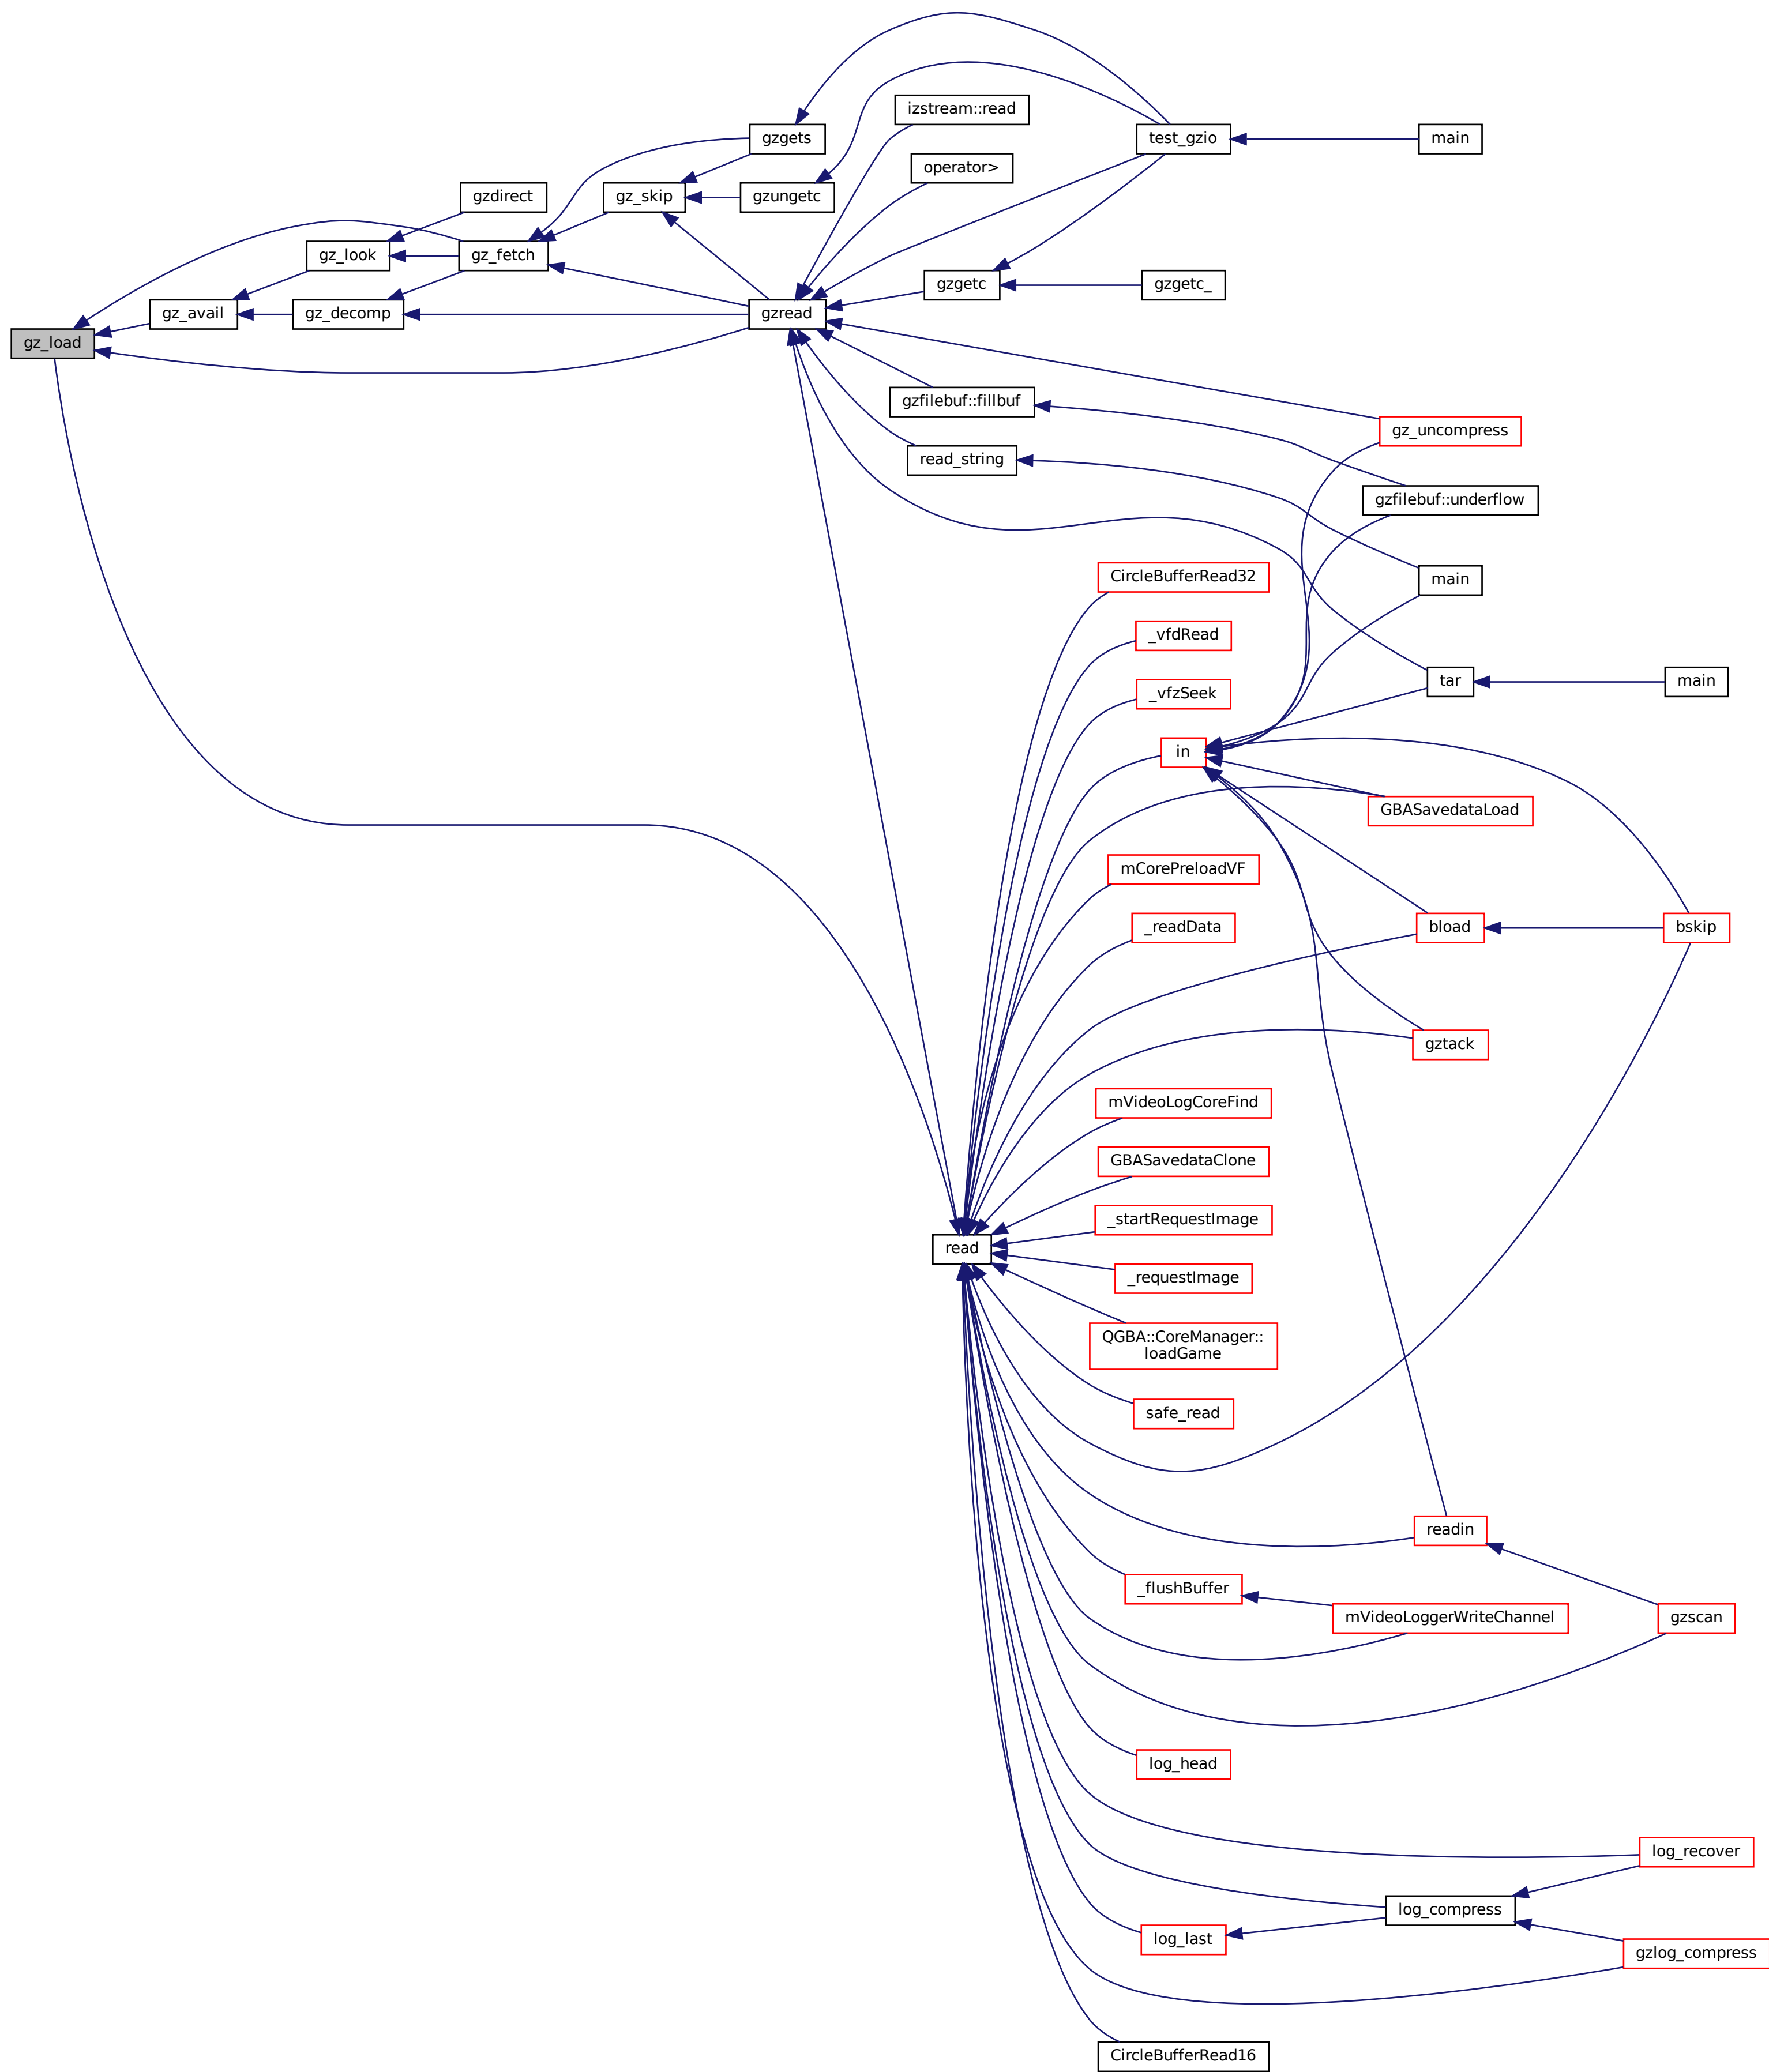 izstream::read
gzgets
test_gzio
main
operator>
gzdirect
gz_skip
gzungetc
gz_look
gz_fetch
gzgetc
gzgetc_
gz_avail
gz_decomp
gzread
gz_load
gzfilebuf::fillbuf
gz_uncompress
read_string
gzfilebuf::underflow
CircleBufferRead32
main
_vfdRead
tar
main
_vfzSeek
in
GBASavedataLoad
mCorePreloadVF
_readData
bload
bskip
gztack
mVideoLogCoreFind
GBASavedataClone
_startRequestImage
read
_requestImage
QGBA::CoreManager::
loadGame
safe_read
readin
_flushBuffer
mVideoLoggerWriteChannel
gzscan
log_head
log_recover
log_compress
log_last
gzlog_compress
CircleBufferRead16